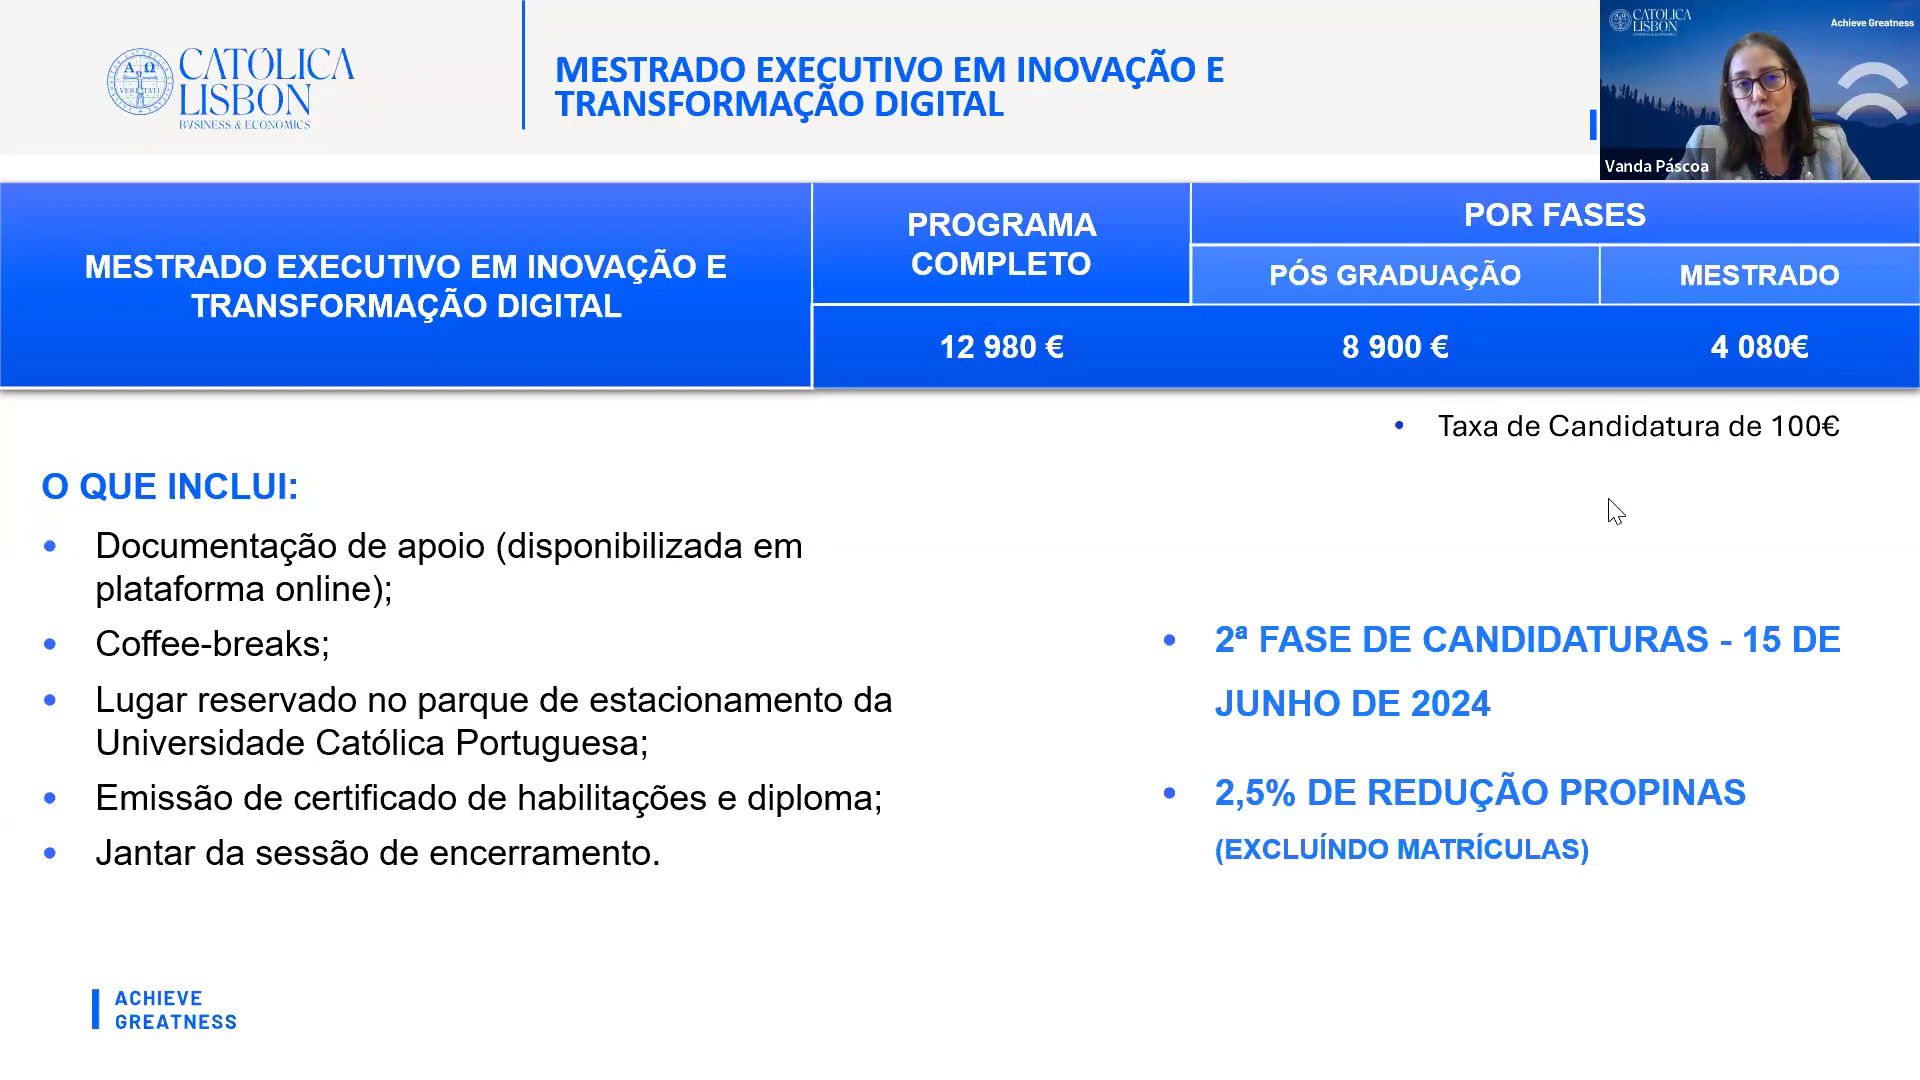 CATÓLICA
LISBON
BUSINESS & ECONOMICS
MESTRADO EXECUTIVO EM INOVAÇÃO E
TRANSFORMAÇÃO DIGITAL
CATÓLICA
LISBON
Achieve Greatness
Vanda Páscoa
MESTRADO EXECUTIVO EM INOVAÇÃO E
TRANSFORMAÇÃO DIGITAL
PROGRAMA
COMPLETO
POR FASES
PÓS GRADUAÇÃO
MESTRADO
12 980 €
8 900 €
4 080€
• Taxa de Candidatura de 100€
O QUE INCLUI:
• Documentação de apoio (disponibilizada em
plataforma online);
• Coffee-breaks;
• Lugar reservado no parque de estacionamento da
Universidade Católica Portuguesa;
• Emissão de certificado de habilitações e diploma;
• Jantar da sessão de encerramento.
• 2ª FASE DE CANDIDATURAS - 15 DE
JUNHO DE 2024
• 2,5% DE REDUÇÃO PROPINAS
(EXCLUÍNDO MATRÍCULAS)
ACHIEVE
GREATNESS